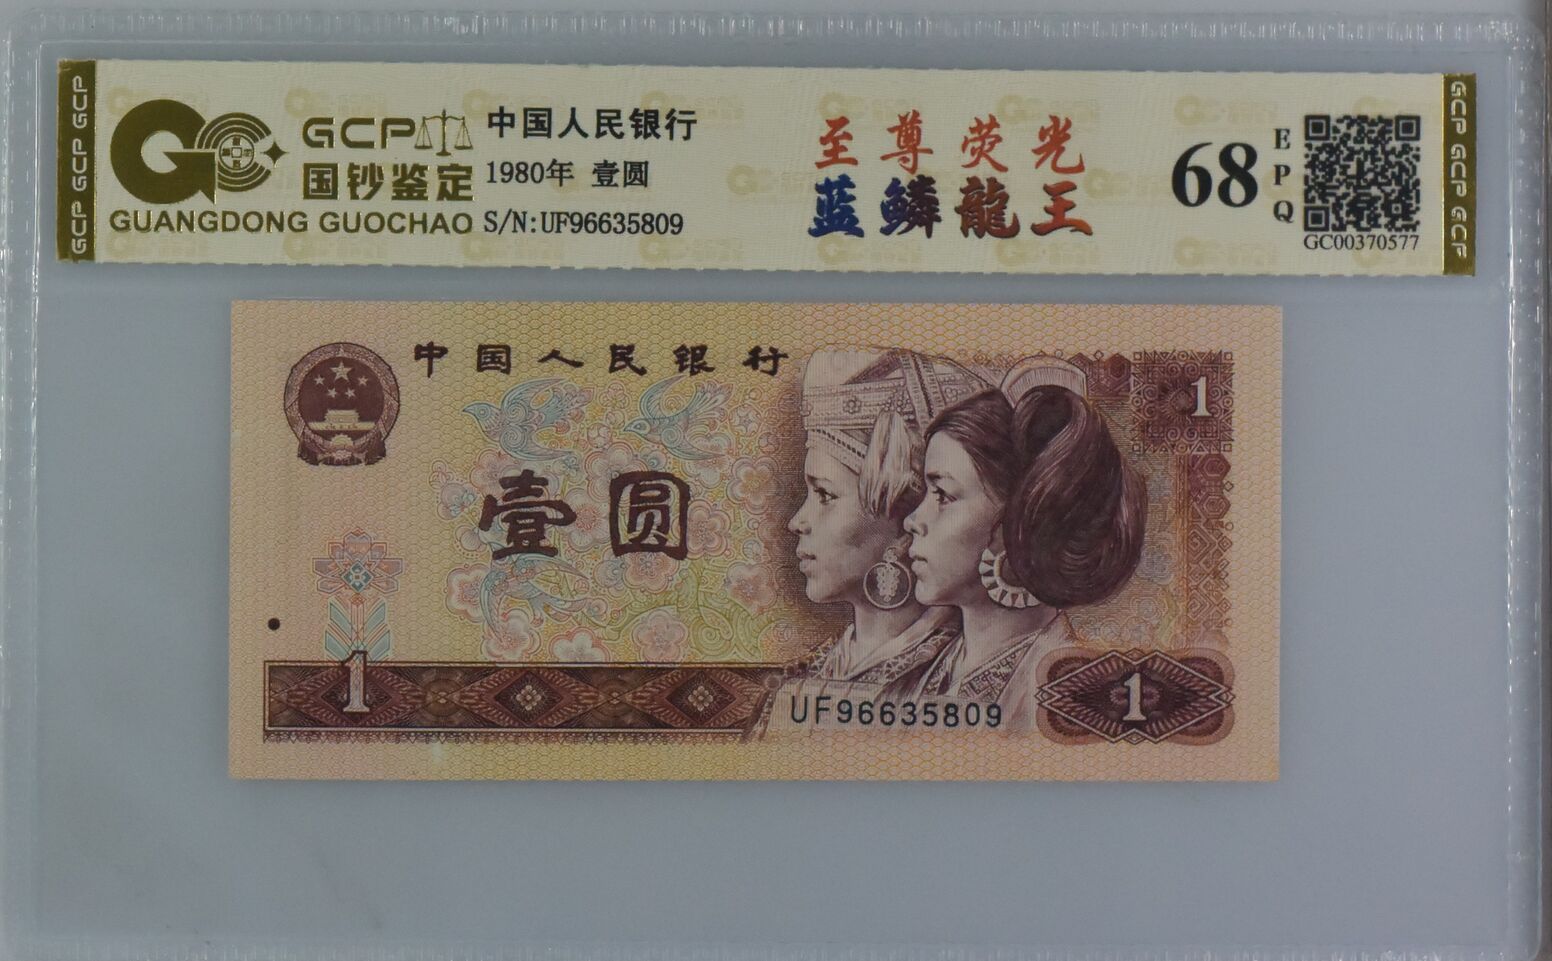 GCP GCP GCP
GCP
国钞鉴定
GUANGDONG GUOCHAO
中国人民银行
1980年 壹圆
S/N:UF96635809
至尊荧光
蓝鳞龍王
68
EPQ
GC00370577
GCP GCP GCP
中国人民银行
1
壹圆
1
UF96635809
1